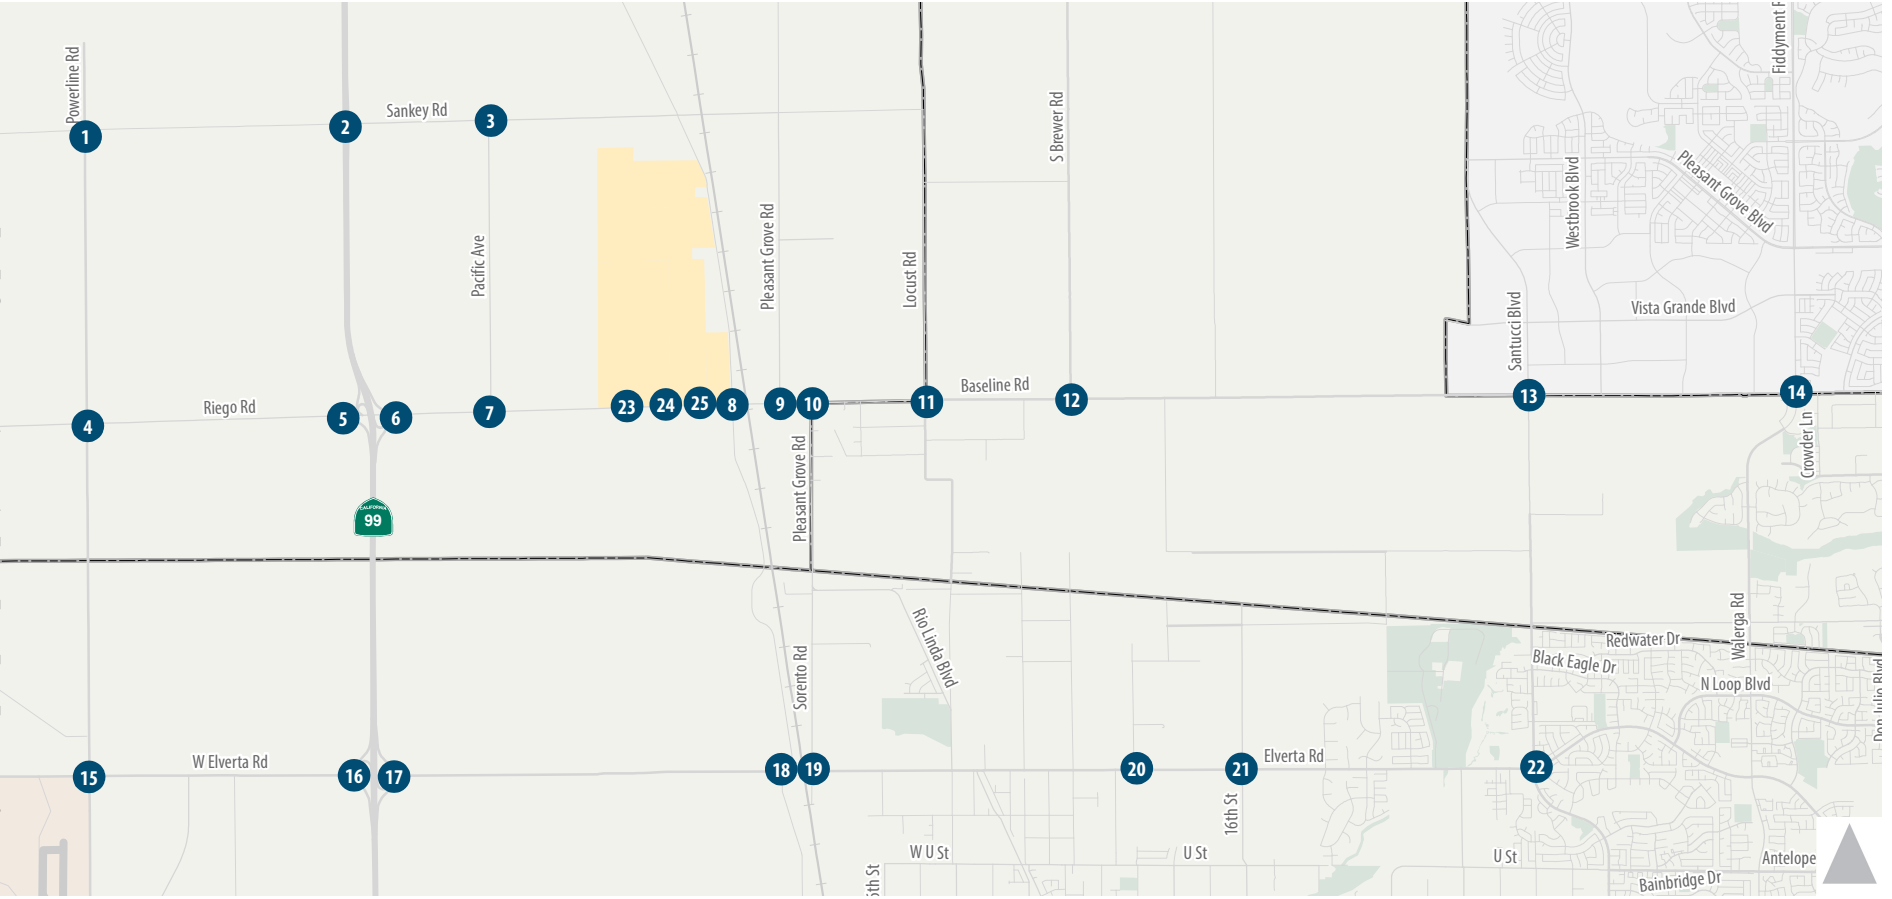 Powerline Rd
Sankey Rd
S Brewer Rd
Fiddyment
1
2
3
Pacific Ave
Pleasant Grove Rd
Locust Rd
Westbrook Blvd
Pleasant Grove Blvd
Santucci Blvd
Vista Grande Blvd
Riego Rd
Baseline Rd
4
5
6
7
23
24
25
8
9
10
11
12
13
14
Pleasant Grove Rd
Crowder Ln
CALIFORNIA
99
Sorento Rd
Rio Linda Blvd
Walerga Rd
Redwater Dr
Black Eagle Dr
N Loop Blvd
Don Julio Blvd
W Elverta Rd
Elverta Rd
15
16
17
18
19
20
21
22
16th St
W U St
U St
U St
Antelope
Bainbridge Dr